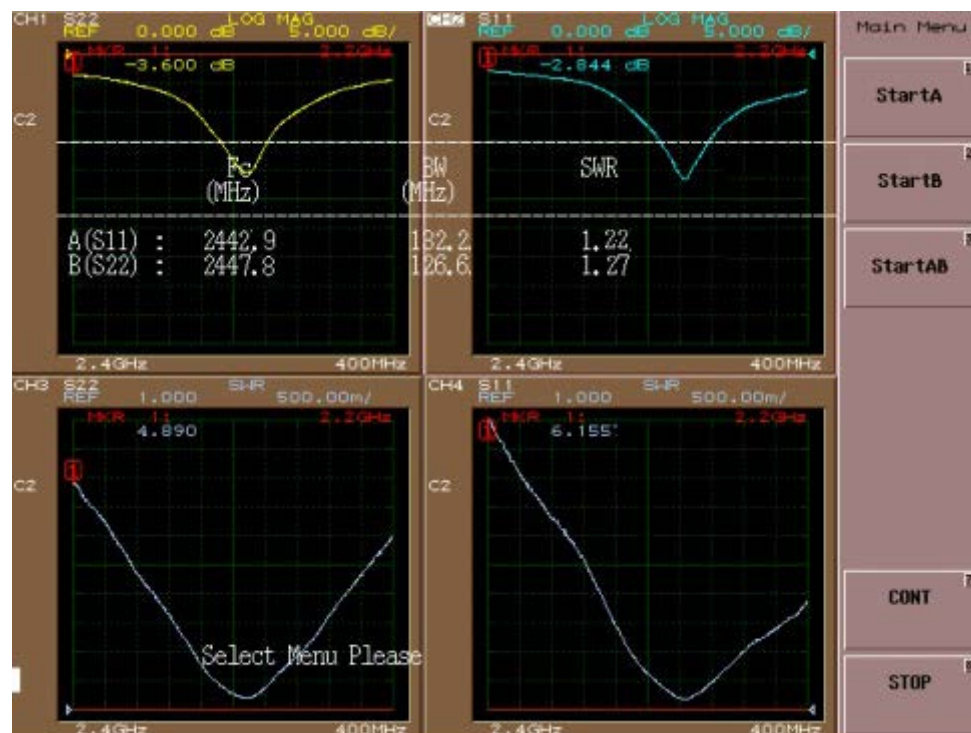 CH1 S22 LOG MAG
REF 0.000 dB 5.000 dB/
MKR 1: 2.2GHz
1
-3.600 dB
C2
2.4GHz 400MHz
CH2 S11 LOG MAG
REF 0.000 dB 5.000 dB/
MKR 1: 2.2GHz
1
-2.844 dB
C2
2.4GHz 400MHz
Fc BW SWR
(MHz) (MHz)
A(S11) : 2442.9 182.2 1.22
B(S22) : 2447.8 126.6 1.27
CH3 S22 SWR
REF 1.000 500.00m/
MKR 1: 2.2GHz
1
4.890
C2
Select Menu Please
2.4GHz 400MHz
CH4 S11 SWR
REF 1.000 500.00m/
MKR 1: 2.2GHz
1
6.155
C2
2.4GHz 400MHz
Main Menu
StartA
StartB
StartAB
CONT
STOP